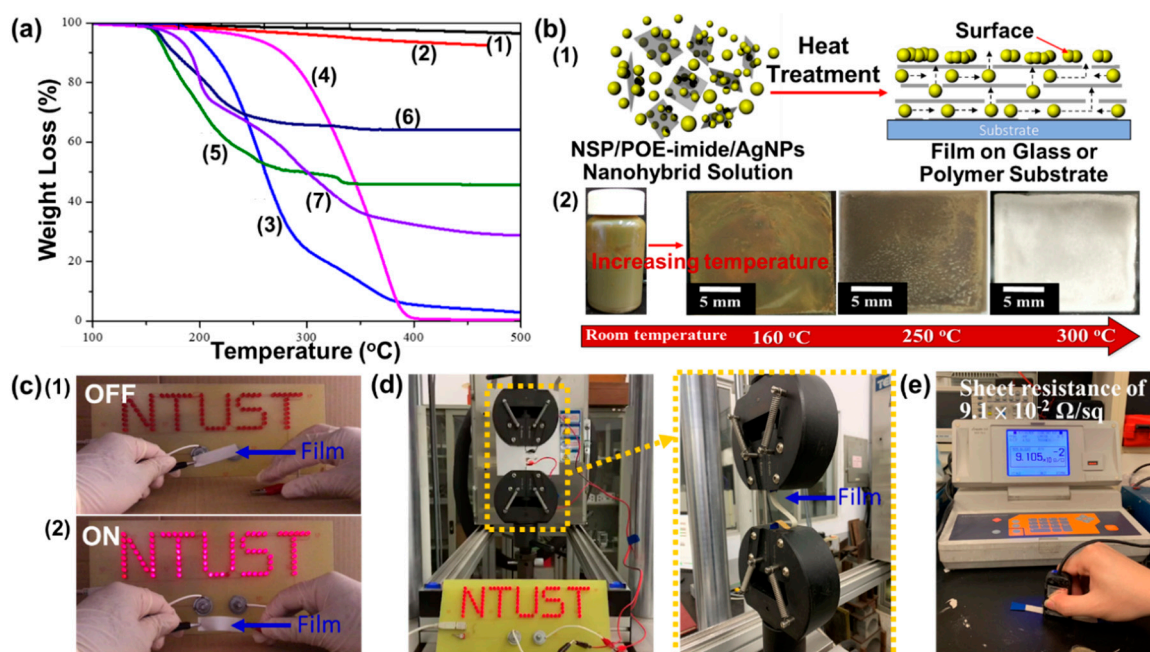 (a)
Weight Loss (%)
100
80
60
40
20
0
(1)
(2)
(4)
(6)
(5)
(7)
(3)
100
200
300
400
500
Temperature (°C)
(b)
(1)
Heat
Treatment
Surface
Substrate
NSP/POE-imide/AgNPs
Nanohybrid Solution
Film on Glass or
Polymer Substrate
(2)
Increasing temperature
5 mm
5 mm
5 mm
Room temperature
160 °C
250 °C
300 °C
(c)
(1)
OFF
NTUST
Film
(2)
ON
NTUST
Film
(d)
NTUST
Film
(e)
Sheet resistance of
9.1 × 10⁻² Ω/sq
9.105
-2